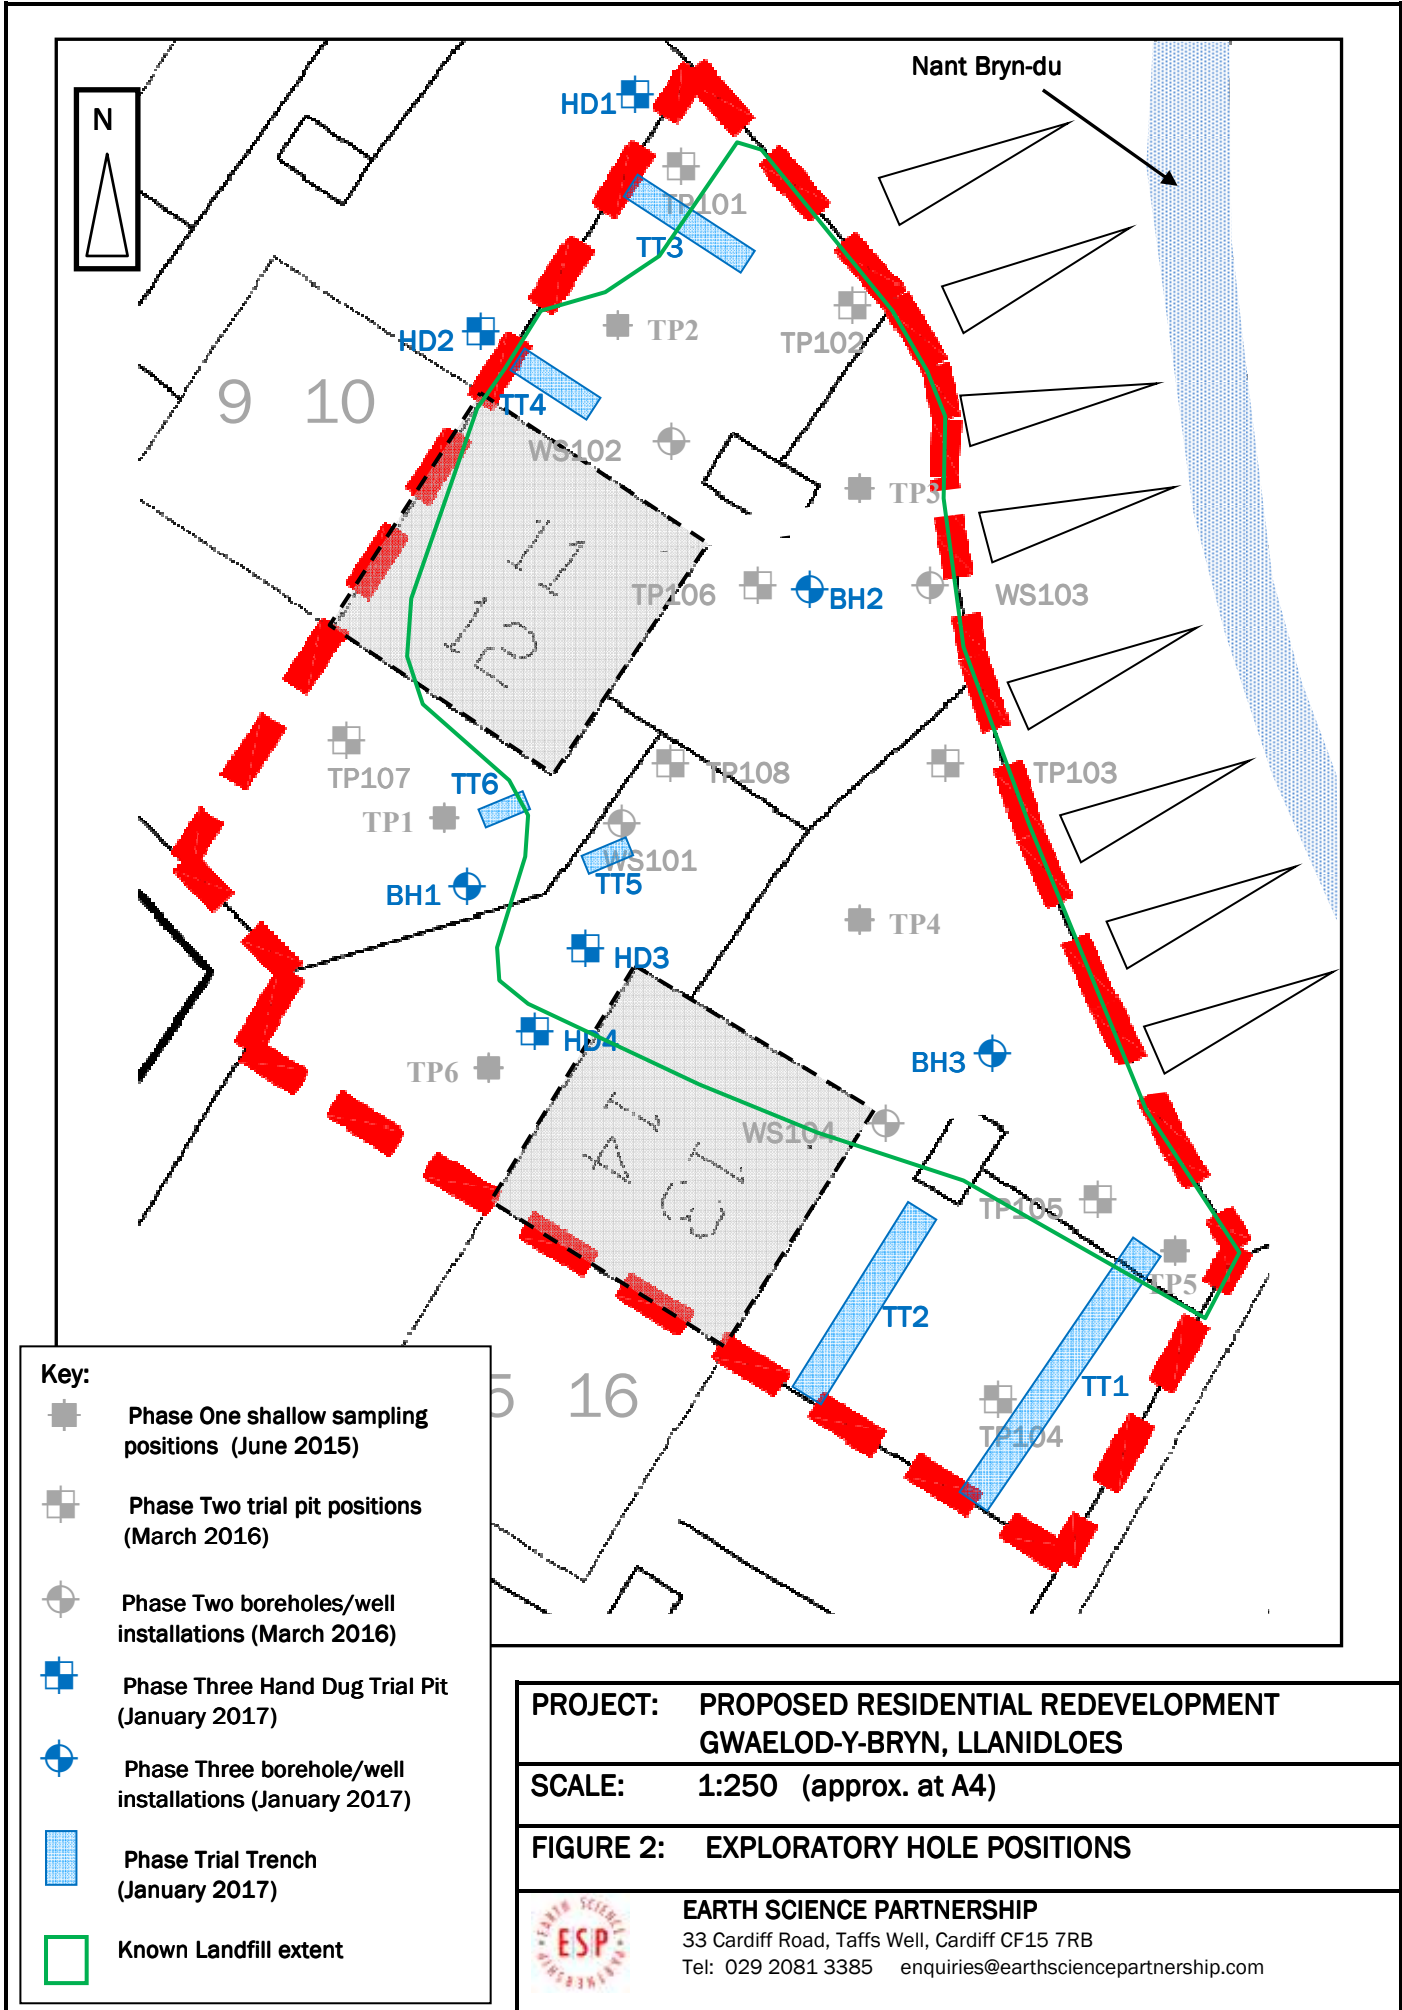 Nant Bryn-du
N
HD1
TP101
TT3
HD2
TP2
TP102
9 10
TT4
WS102
TP3
11
12
TP106
BH2
WS103
TP107
TP108
TP103
TT6
TP1
WS101
TT5
BH1
TP4
HD3
HD4
TP6
BH3
14
13
WS104
TP105
TP5
TT2
TT1
5 16
TP104
Key:
Phase One shallow sampling
positions (June 2015)
Phase Two trial pit positions
(March 2016)
Phase Two boreholes/well
installations (March 2016)
Phase Three Hand Dug Trial Pit
(January 2017)
Phase Three borehole/well
installations (January 2017)
Phase Trial Trench
(January 2017)
Known Landfill extent
PROJECT: PROPOSED RESIDENTIAL REDEVELOPMENT
GWAELOD-Y-BRYN, LLANIDLOES
SCALE: 1:250 (approx. at A4)
FIGURE 2: EXPLORATORY HOLE POSITIONS
EARTH SCIENCE
ESP
PARTNERSHIP
EARTH SCIENCE PARTNERSHIP
33 Cardiff Road, Taffs Well, Cardiff CF15 7RB
Tel: 029 2081 3385 enquiries@earthsciencepartnership.com